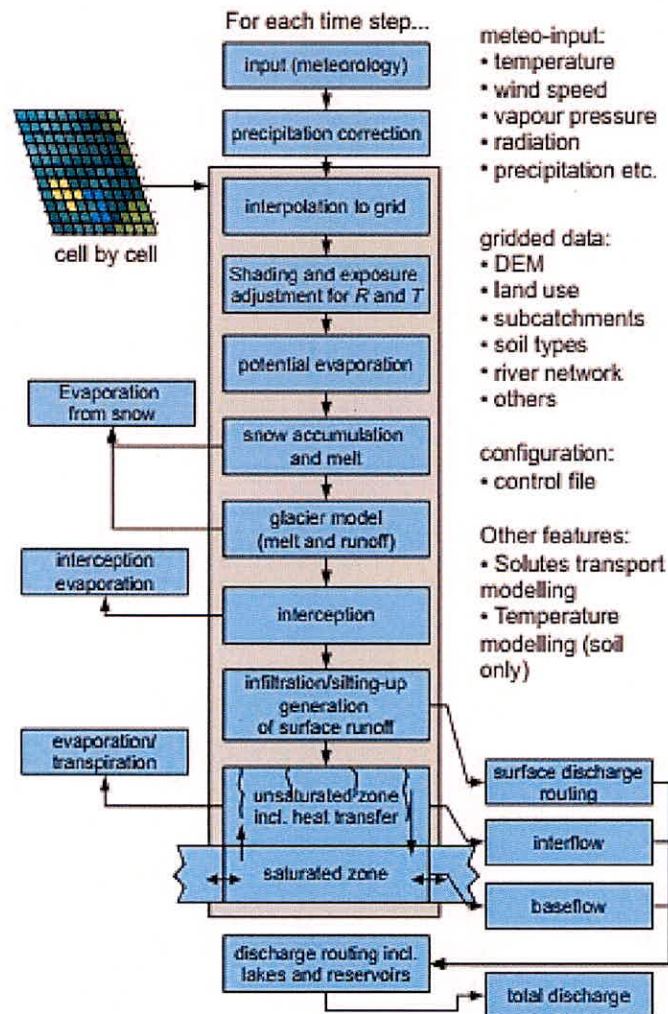 For each time step...
input (meteorology)
precipitation correction
cell by cell
interpolation to grid
Shading and exposure
adjustment for R and T
potential evaporation
Evaporation
from snow
snow accumulation
and melt
glacier model
(melt and runoff)
interception
evaporation
interception
infiltration/silting-up
generation
of surface runoff
evaporation/
transpiration
unsaturated zone
incl. heat transfer
saturated zone
surface discharge
routing
interflow
baseflow
discharge routing incl.
lakes and reservoirs
total discharge
meteo-input:
• temperature
• wind speed
• vapour pressure
• radiation
• precipitation etc.
gridded data:
• DEM
• land use
• subcatchments
• soil types
• river network
• others
configuration:
• control file
Other features:
• Solutes transport
modelling
• Temperature
modelling (soil
only)